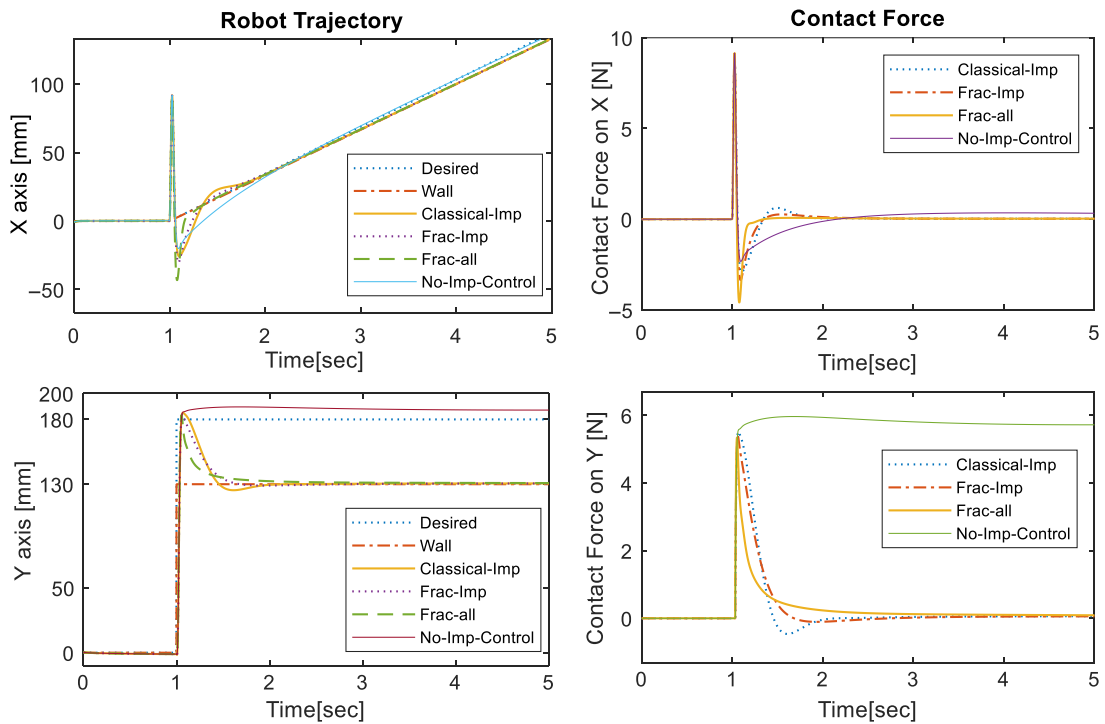 Robot Trajectory
X axis [mm]
100
50
0
−50
0
1
2
3
4
5
Time[sec]
Desired
Wall
Classical-Imp
Frac-Imp
Frac-all
No-Imp-Control
Contact Force
Contact Force on X [N]
10
5
0
−5
0
1
2
3
4
5
Time[sec]
Classical-Imp
Frac-Imp
Frac-all
No-Imp-Control
Y axis [mm]
200
180
130
50
0
0
1
2
3
4
5
Time[sec]
Desired
Wall
Classical-Imp
Frac-Imp
Frac-all
No-Imp-Control
Contact Force on Y [N]
6
4
2
0
0
1
2
3
4
5
Time[sec]
Classical-Imp
Frac-Imp
Frac-all
No-Imp-Control